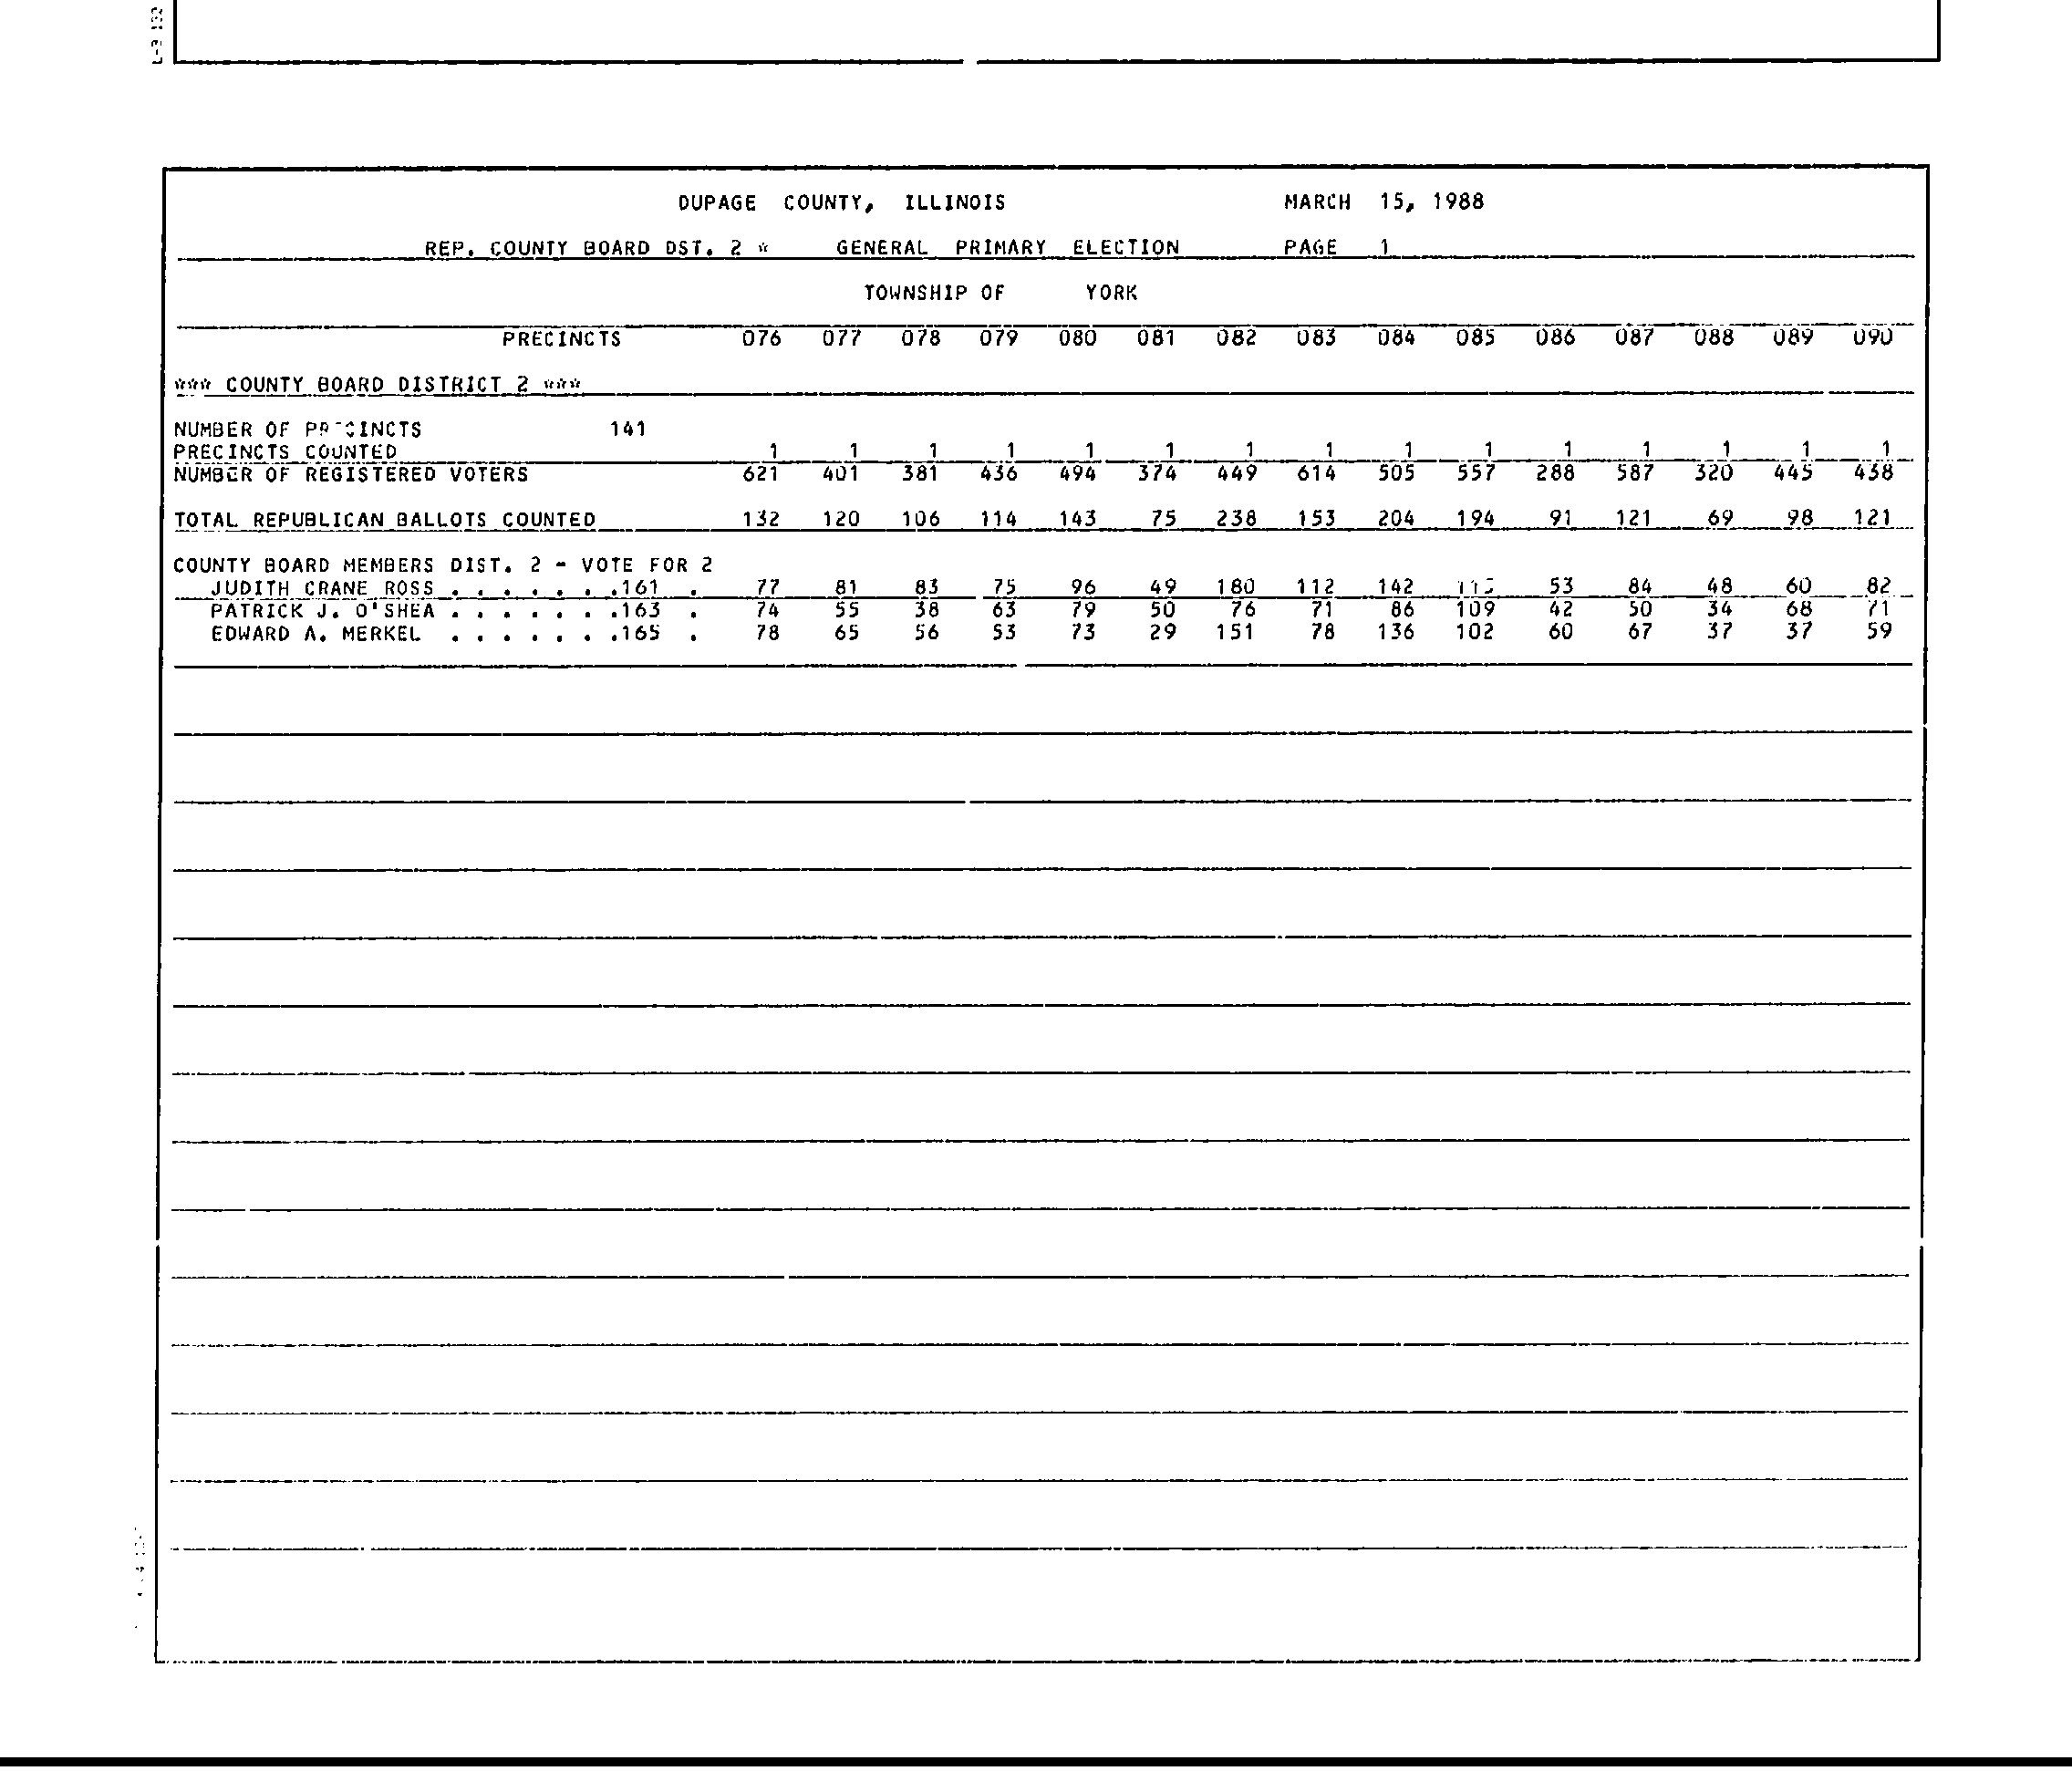 DUPAGE COUNTY, ILLINOIS MARCH 15, 1988
REP. COUNTY BOARD DST. 2 * GENERAL PRIMARY ELECTION PAGE 1
TOWNSHIP OF YORK
PRECINCTS 076 077 078 079 080 081 082 083 084 085 086 087 088 089 090
*** COUNTY BOARD DISTRICT 2 ***
NUMBER OF 141
PRECINCTS COUNTED 1 1 1 1 1 1 1 1 1 1 1 1 1 1 1
NUMBER OF REGISTERED VOTERS 621 401 381 436 494 374 449 614 505 557 288 587 320 445 438
TOTAL REPUBLICAN BALLOTS COUNTED 132 120 106 114 143 75 238 153 204 194 91 121 69 98 121
COUNTY BOARD MEMBERS DIST. 2 - VOTE FOR 2
JUDITH CRANE ROSS . . . . . . .161 . 77 81 83 75 96 49 180 112 142 53 84 48 60 82
PATRICK J. O'SHEA . . . . . . .163 . 74 55 38 63 79 50 76 71 86 109 42 50 34 68 71
EDWARD A. MERKEL . . . . . . .165 . 78 65 56 53 73 29 151 78 136 102 60 67 37 37 59